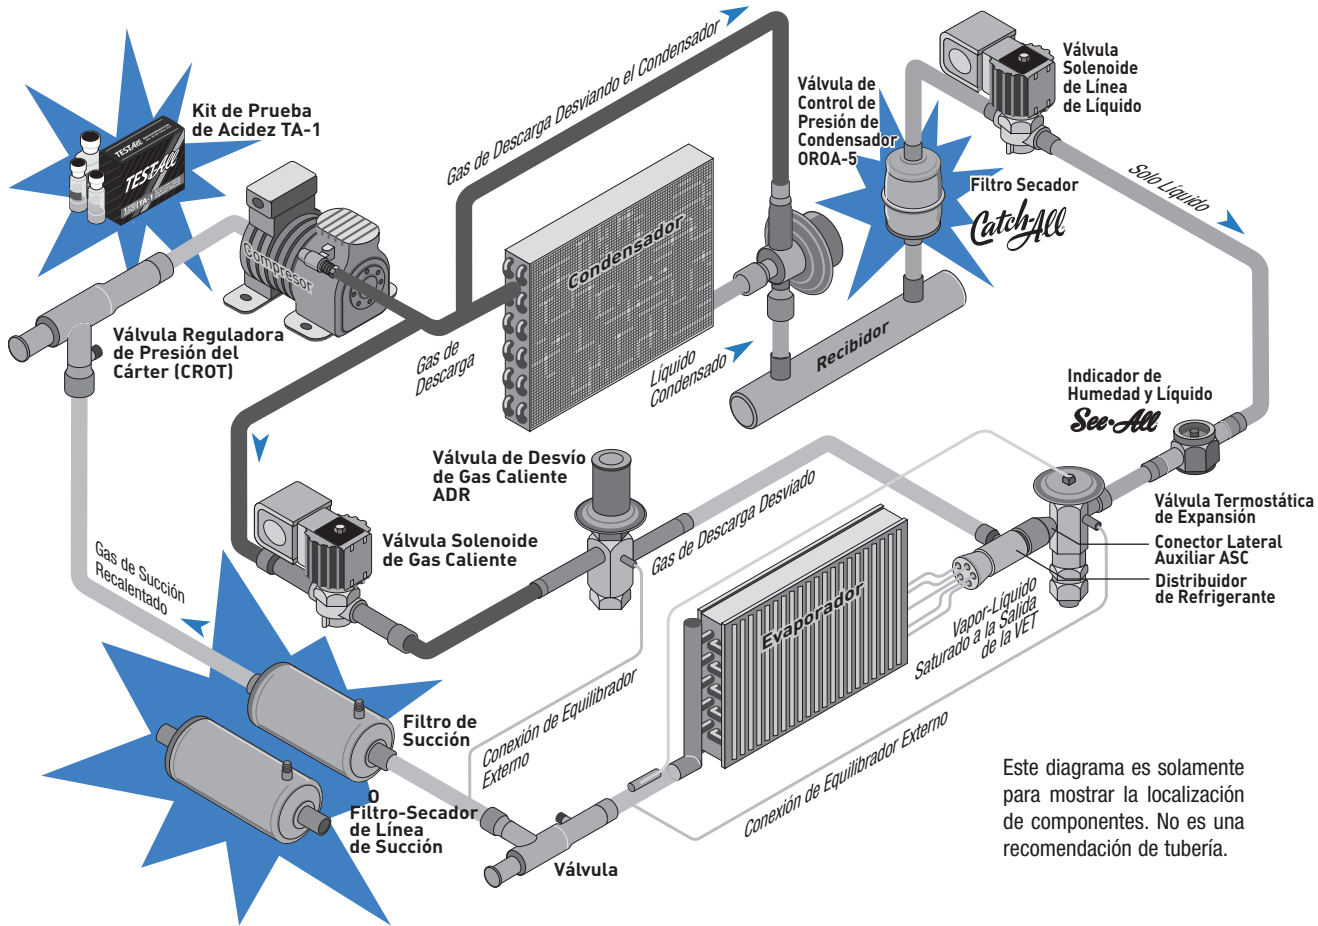 Kit de Prueba
de Acidez TA-1
TEST-All
TEST-All
TA-1
Compresor
Válvula Reguladora
de Presión del
Cárter (CROT)
Gas de Descarga Desviando el Condensador
Gas de
Descarga
Condensador
Líquido
Condensado
Válvula de
Control de
Presión de
Condensador
OROA-5
Recibidor
Filtro Secador
Catch-All
Válvula
Solenoide
de Línea
de Líquido
Sólo Líquido
Indicador de
Humedad y Líquido
See-All
Válvula Termostática
de Expansión
Conector Lateral
Auxiliar ASC
Distribuidor
de Refrigerante
Válvula de Desvío
de Gas Caliente
ADR
Válvula Solenoide
de Gas Caliente
Gas de Descarga Desviado
Evaporador
Vapor-Líquido
Saturado a la Salida
de la VET
Gas de Succión
Recalentado
Conexión de Equilibrador
Externo
Conexión de Equilibrador Externo
Filtro de
Succión
O
Filtro-Secador
de Línea
de Succión
Válvula
Este diagrama es solamente
para mostrar la localización
de componentes. No es una
recomendación de tubería.